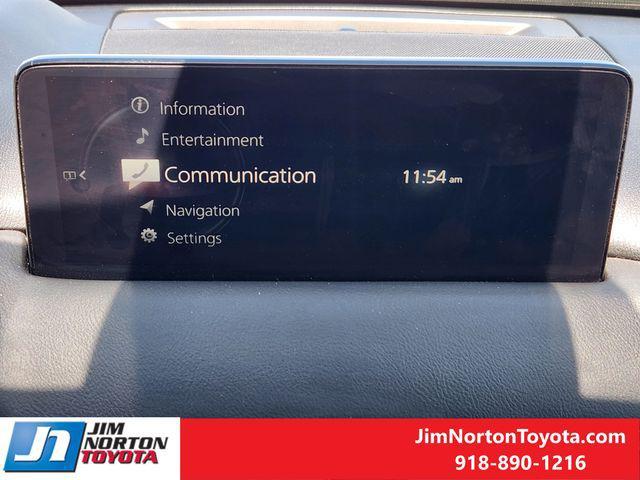 Information
Entertainment
Communication
11:54 am
Navigation
Settings
JIM
NORTON
TOYOTA
JimNortonToyota.com
918-890-1216